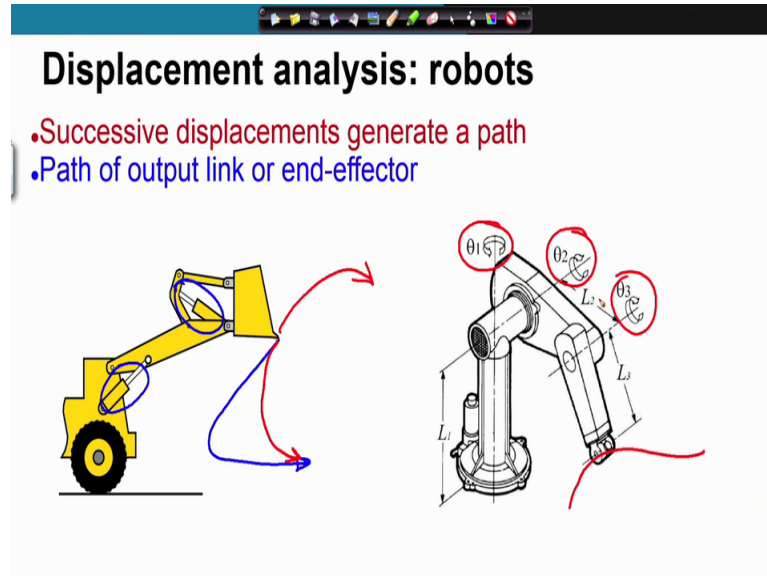 Displacement analysis: robots
•Successive displacements generate a path
•Path of output link or end-effector
θ1
θ2
L2
θ3
L3
L1